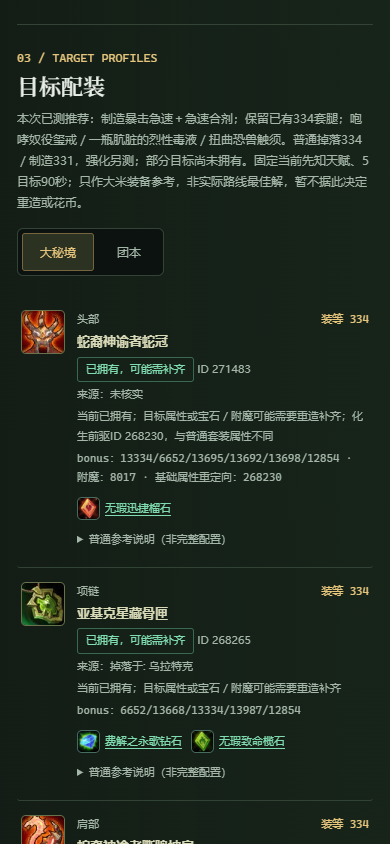 03 / TARGET PROFILES
目标配装
本次已测推荐：制造暴击急速＋急速合剂；保留已有334套腿；咆
哮奴役玺戒 / 一瓶肮脏的烈性毒液 / 扭曲恐兽触须。普通掉落334
/ 制造331，强化另测；部分目标尚未拥有。固定当前先知天赋、5
目标90秒；只作大米装备参考，非实际路线最佳解，暂不据此决定
重造或花币。
大秘境 团本
头部 装等 334
蛇裔神谕者蛇冠
已拥有，可能需补齐 ID 271483
来源：未核实
当前已拥有；目标属性或宝石 / 附魔可能需要重造补齐；化
生前驱ID 268230，与普通套装属性不同
bonus: 13334/6652/13695/13692/13698/12854 ·
附魔: 8017 · 基础属性重定向: 268230
无瑕迅捷榴石
▶ 普通参考说明（非完整配置）
项链 装等 334
亚基克星藏骨匣
已拥有，可能需补齐 ID 268265
来源：掉落于: 乌拉特克
当前已拥有；目标属性或宝石 / 附魔可能需要重造补齐
bonus: 6652/13668/13334/13987/12854
费解之永歌钻石 无瑕致命榄石
▶ 普通参考说明（非完整配置）
肩部 装等 334